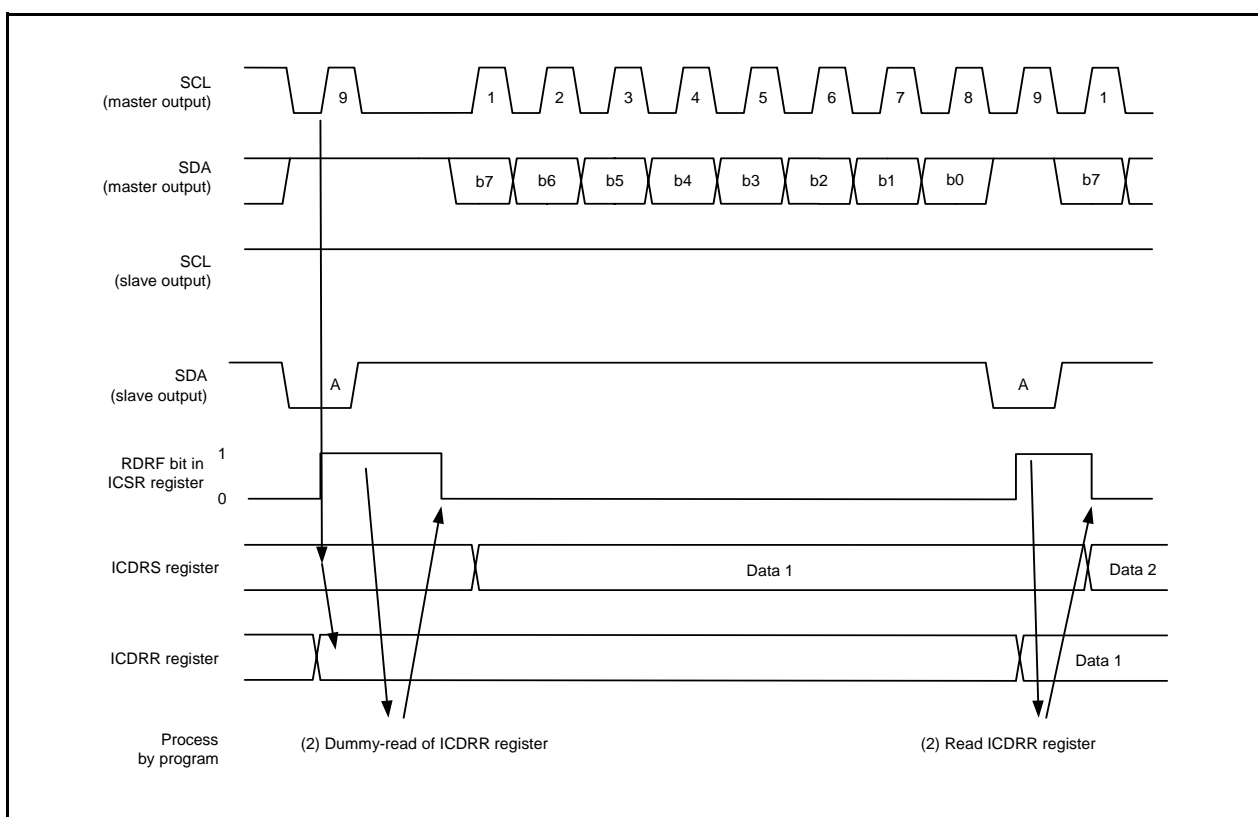 SCL
(master output)
9 1 2 3 4 5 6 7 8 9 1
SDA
(master output)
b7 b6 b5 b4 b3 b2 b1 b0 b7
SCL
(slave output)
SDA
(slave output)
A A
RDRF bit in
ICSR register
1
0
ICDRS register
Data 1 Data 2
ICDRR register
Data 1
Process
by program
(2) Dummy-read of ICDRR register (2) Read ICDRR register